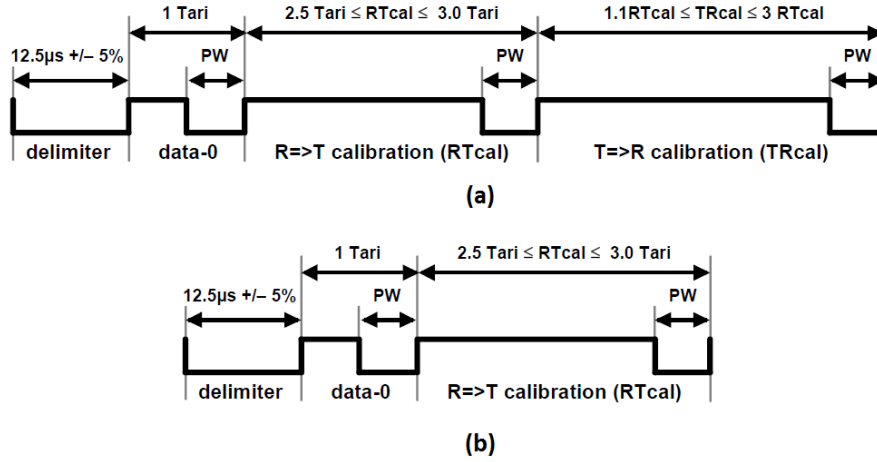 1 Tari 2.5 Tari ≤ RTcal ≤ 3.0 Tari 1.1RTcal ≤ TRcal ≤ 3 RTcal
12.5µs +/– 5% PW PW PW
delimiter data-0 R=>T calibration (RTcal) T=>R calibration (TRcal)
(a)
1 Tari 2.5 Tari ≤ RTcal ≤ 3.0 Tari
12.5µs +/– 5% PW PW
delimiter data-0 R=>T calibration (RTcal)
(b)